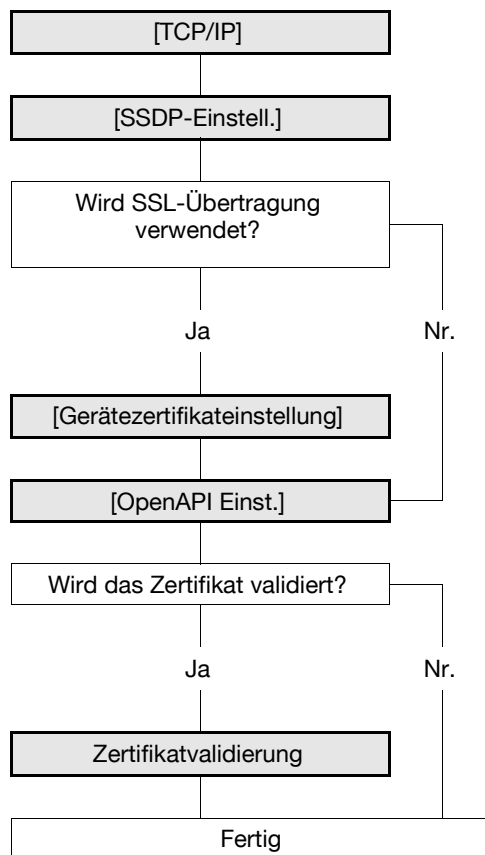 [TCP/IP]
[SSDP-Einstell.]
Wird SSL-Übertragung
verwendet?
Ja
Nr.
[Gerätezertifikateinstellung]
[OpenAPI Einst.]
Wird das Zertifikat validiert?
Ja
Nr.
Zertifikatvalidierung
Fertig